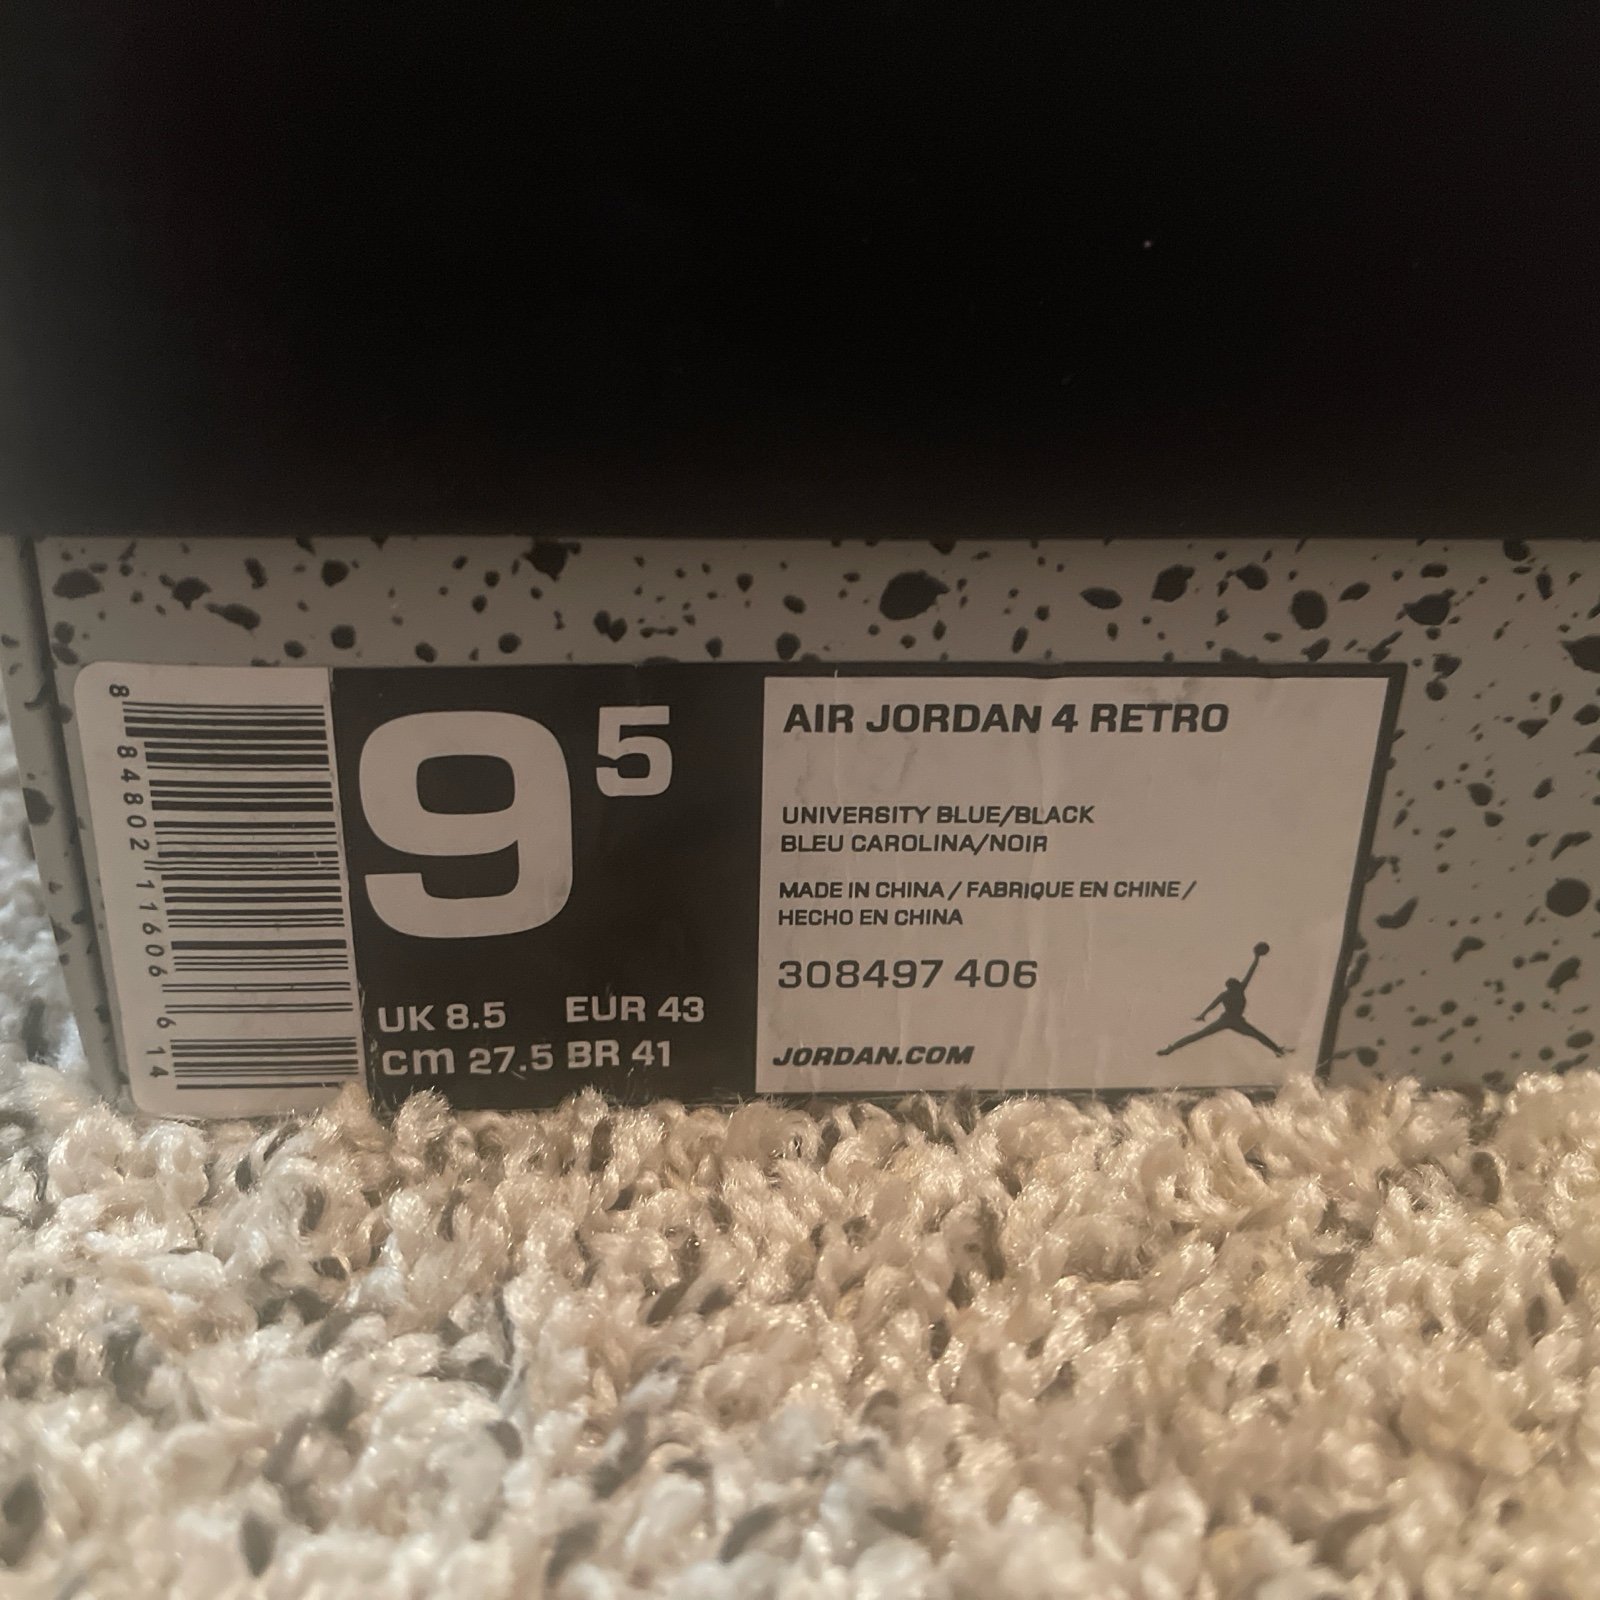 8 84802 11606 6 14
9 5
UK 8.5 EUR 43
cm 27.5 BR 41
AIR JORDAN 4 RETRO
UNIVERSITY BLUE/BLACK
BLEU CAROLINA/NOIR
MADE IN CHINA / FABRIQUE EN CHINE /
HECHO EN CHINA
308497 406
JORDAN.COM